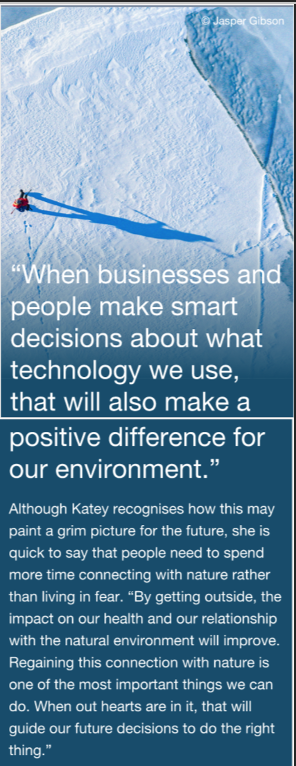 © Jasper Gibson
“When businesses and
people make smart
decisions about what
technology we use,
that will also make a
positive difference for
our environment.”
Although Katey recognises how this may
paint a grim picture for the future, she is
quick to say that people need to spend
more time connecting with nature rather
than living in fear. “By getting outside, the
impact on our health and our relationship
with the natural environment will improve.
Regaining this connection with nature is
one of the most important things we can
do. When out hearts are in it, that will
guide our future decisions to do the right
thing.”